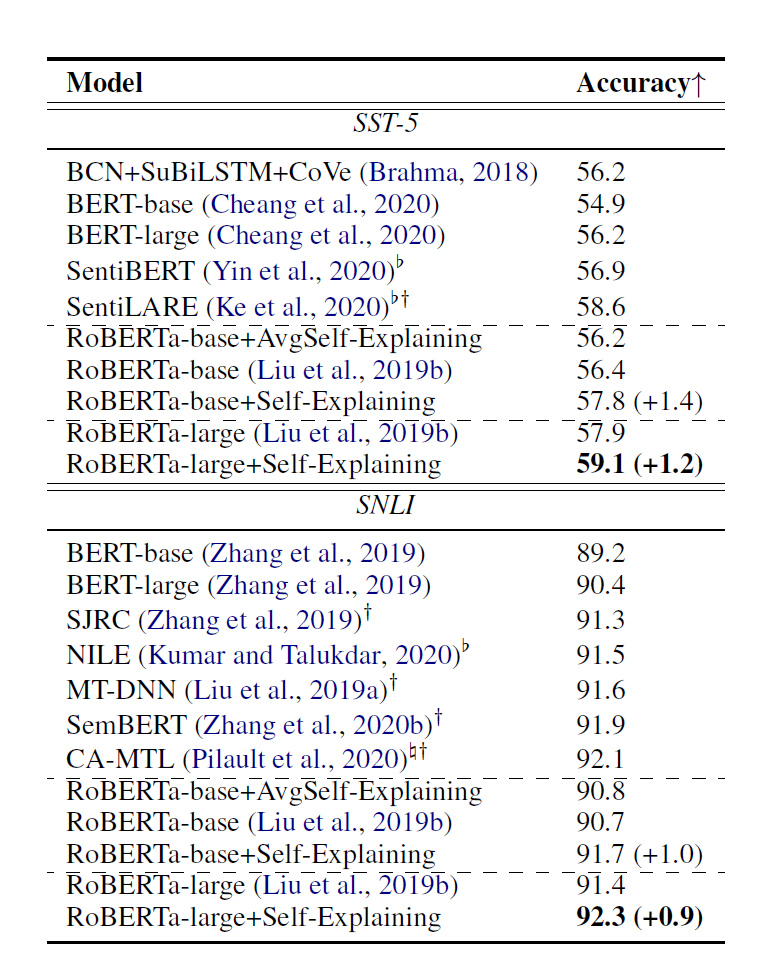 Model Accuracy↑
SST-5
BCN+SuBiLSTM+CoVe (Brahma, 2018) 56.2
BERT-base (Cheang et al., 2020) 54.9
BERT-large (Cheang et al., 2020) 56.2
SentiBERT (Yin et al., 2020)♭ 56.9
SentiLARE (Ke et al., 2020)♭† 58.6
RoBERTa-base+AvgSelf-Explaining 56.2
RoBERTa-base (Liu et al., 2019b) 56.4
RoBERTa-base+Self-Explaining 57.8 (+1.4)
RoBERTa-large (Liu et al., 2019b) 57.9
RoBERTa-large+Self-Explaining 59.1 (+1.2)
SNLI
BERT-base (Zhang et al., 2019) 89.2
BERT-large (Zhang et al., 2019) 90.4
SJRC (Zhang et al., 2019)† 91.3
NILE (Kumar and Talukdar, 2020)♭ 91.5
MT-DNN (Liu et al., 2019a)† 91.6
SemBERT (Zhang et al., 2020b)† 91.9
CA-MTL (Pilault et al., 2020)♮† 92.1
RoBERTa-base+AvgSelf-Explaining 90.8
RoBERTa-base (Liu et al., 2019b) 90.7
RoBERTa-base+Self-Explaining 91.7 (+1.0)
RoBERTa-large (Liu et al., 2019b) 91.4
RoBERTa-large+Self-Explaining 92.3 (+0.9)